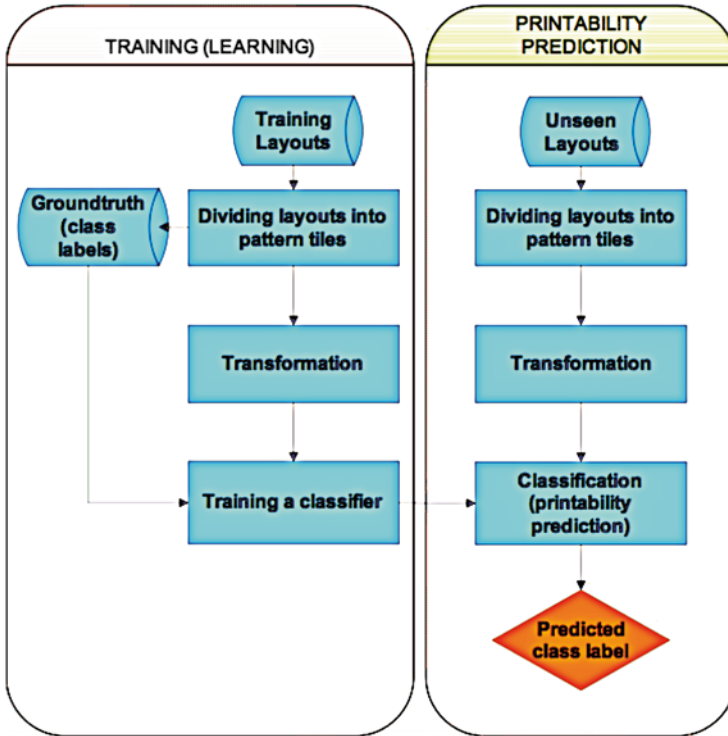 TRAINING (LEARNING)
Training
Layouts
Groundtruth
(class
labels)
Dividing layouts into
pattern tiles
Transformation
Training a classifier
PRINTABILITY
PREDICTION
Unseen
Layouts
Dividing layouts into
pattern tiles
Transformation
Classification
(printability
prediction)
Predicted
class label